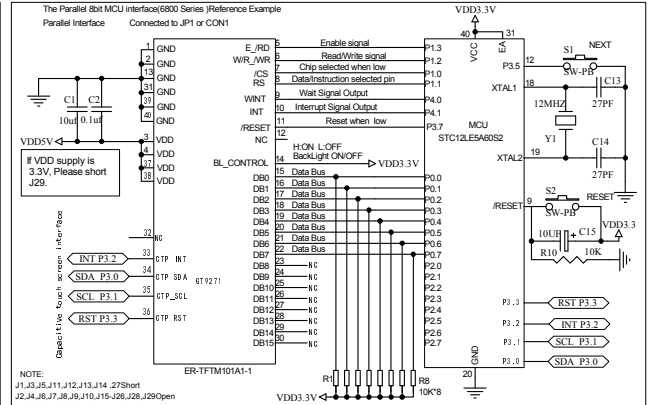 The Parallel 8bit MCU interface(6800 Series )Reference Example
Parallel Interface Connected to JP1 or CON1
VDD3.3V
1 GND
2 GND
13 GND
31 GND
39 GND
40 GND
3 VDD
4 VDD
37 VDD
38 VDD
C1 C2
10uf 0.1uf
VDD5V
If VDD supply is
3.3V, Please short
J29.
E_/RD 5 Enable signal P1.3
W/R_/WR 6 Read/Write signal P1.2
/CS 7 Chip selected when low P1.0
RS 8 Data/Instruction selected pin P1.1
WINT 9 Wait Signal Output P4.0
INT 10 Interrupt Signal Output P4.1
/RESET 11 Reset when low P3.7
NC 12
H:ON L:OFF
BL_CONTROL 14 BackLight ON/OFF VDD3.3V
DB0 15 Data Bus P0.0
DB1 16 Data Bus P0.1
DB2 17 Data Bus P0.2
DB3 18 Data Bus P0.3
DB4 19 Data Bus P0.4
DB5 20 Data Bus P0.5
DB6 21 Data Bus P0.6
DB7 22 Data Bus P0.7
DB8 23 NC P2.0
DB9 24 NC P2.1
DB10 25 NC P2.2
DB11 26 NC P2.3
DB12 27 NC P2.4
DB13 28 NC P2.5
DB14 29 NC P2.6
DB15 30 NC P2.7
Capacitive touch screen interface
32 NC
INT P3.2 33 CTP INT
SDA P3.0 34 CTP SDA
SCL P3.1 35 CTP_SCL
RST P3.3 36 CTP RST
GT9271
ER-TFTM101A1-1
R1 R8
10K*8
VDD3.3V
40 VCC
31 EA
MCU
STC12LE5A60S2
P3.5 12
S1 NEXT
SW-PB
XTAL1 18
C13
27PF
12MHZ
Y1
XTAL2 19
C14
27PF
S2 RESET
/RESET 9
SW-PB
10UF + C15
VDD3.3
R10 10K
P3.3 RST P3.3
P3.2 INT P3.2
P3.1 SCL P3.1
P3.0 SDA P3.0
GND
20
NOTE:
J1,J3,J5,J11,J12,J13,J14 ,27Short
J2,J4,J6,J7,J8,J9,J10,J15-J26,J28,J29Open